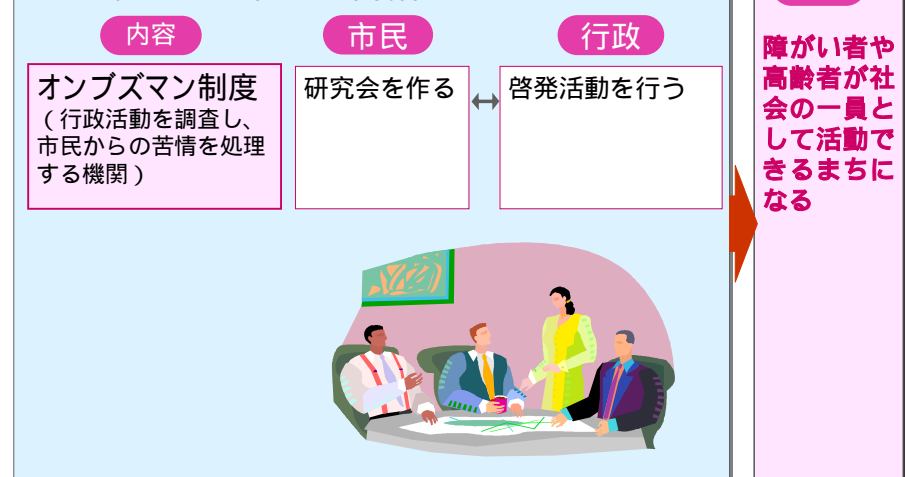 内容
市民
行政
オンブズマン制度
（行政活動を調査し、
市民からの苦情を処理
する機関）
研究会を作る
↔
啓発活動を行う
障がい者や
高齢者が社
会の一員と
して活動で
きるまちに
なる